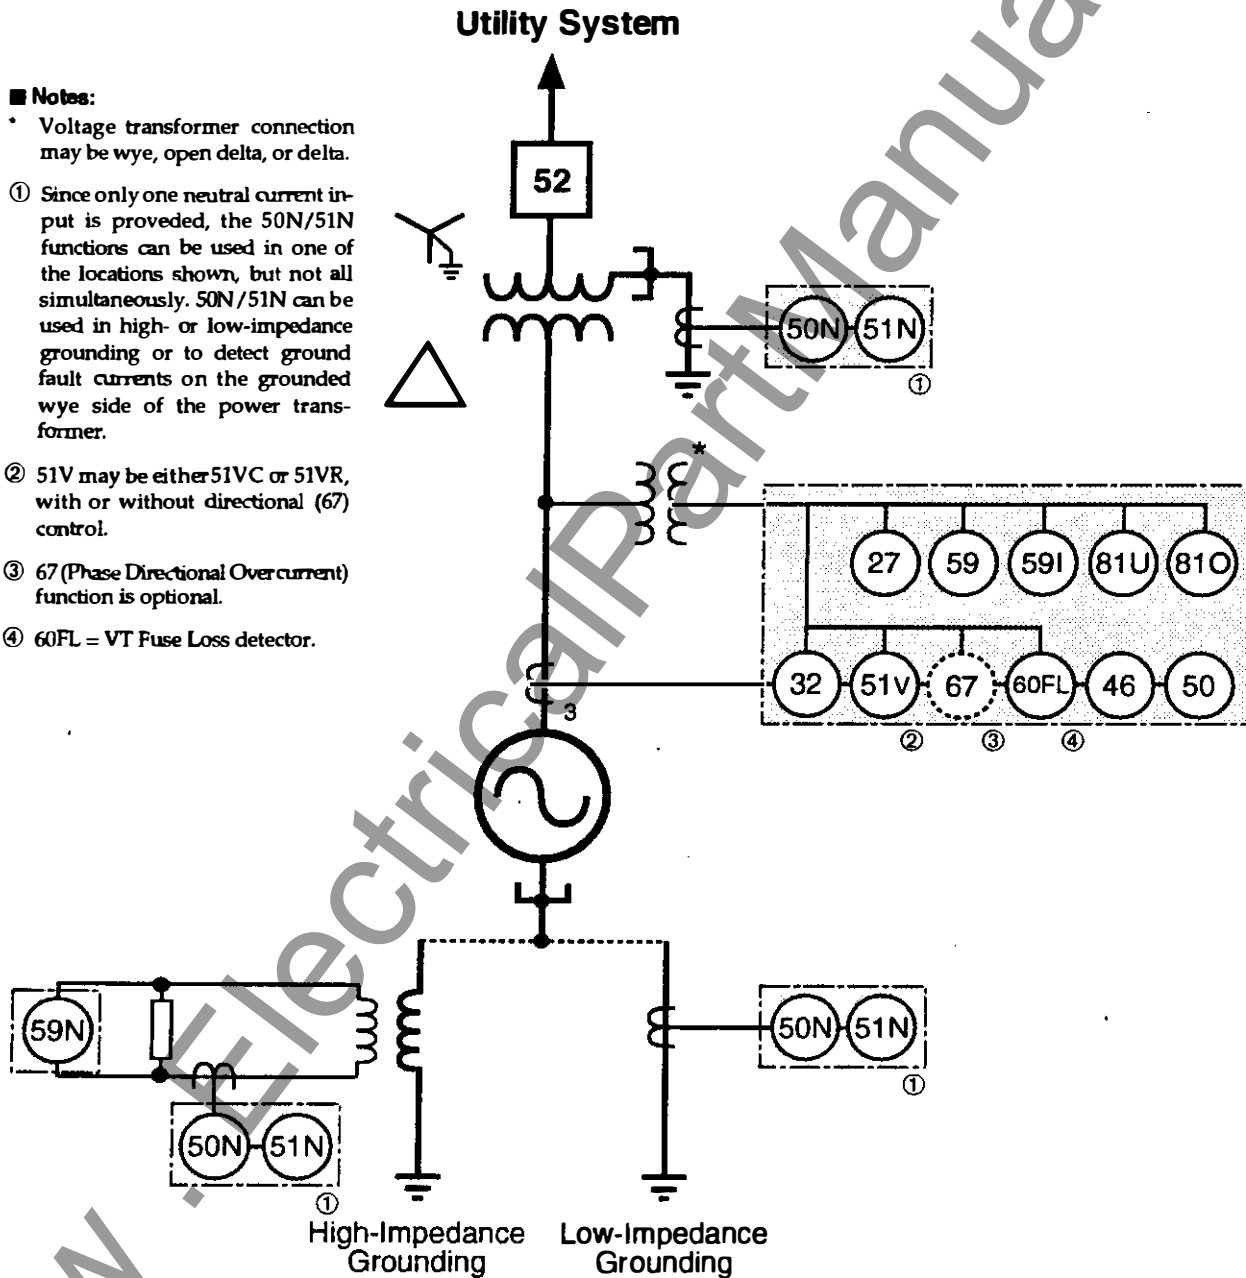 Utility System
■ Notes:
* Voltage transformer connection
may be wye, open delta, or delta.
① Since only one neutral current in-
put is proveded, the 50N/51N
functions can be used in one of
the locations shown, but not all
simultaneously. 50N/51N can be
used in high- or low-impedance
grounding or to detect ground
fault currents on the grounded
wye side of the power trans-
former.
② 51V may be either 51VC or 51VR,
with or without directional (67)
control.
③ 67 (Phase Directional Overcurrent)
function is optional.
④ 60FL = VT Fuse Loss detector.
52
50N 51N
①
*
27 59 59I 81U 81O
32 51V 67 60FL 46 50
② ③ ④
3
59N
50N 51N
①
50N 51N
①
High-Impedance
Grounding
Low-Impedance
Grounding
www.ElectricalPartManua